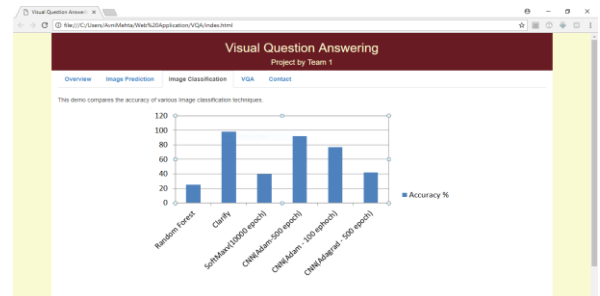 Visual Question Answeri
file:///C:/Users/AvniMehta/Web%20Application/VQA/index.html
Visual Question Answering
Project by Team 1
Overview Image Prediction Image Classification VQA Contact
This demo compares the accuracy of various image classification techniques.
120
100
80
60
40
20
0
Accuracy %
Random Forest
Clarify
SoftMaxv(10000 epoch)
CNN(Adam-500 epoch)
CNN(Adam - 100 ephoch)
CNN(Adagrad - 500 epoch)